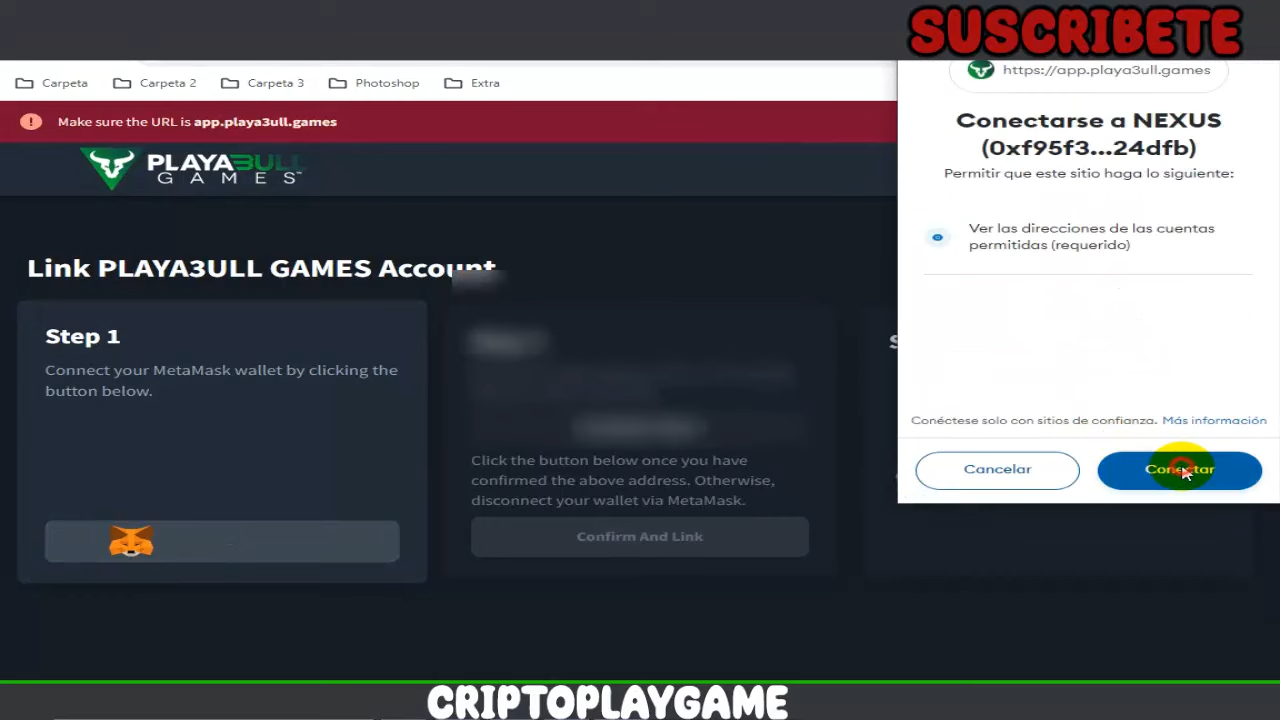 SUSCRIBETE
Carpeta
Carpeta 2
Carpeta 3
Photoshop
Extra
https://app.playa3ull.games
Make sure the URL is app.playa3ull.games
PLAYA3ULL
GAMES™
Conectarse a NEXUS
(0xf95f3...24dfb)
Permitir que este sitio haga lo siguiente:
Ver las direcciones de las cuentas
permitidas (requerido)
Link PLAYA3ULL GAMES Account
Step 1
Connect your MetaMask wallet by clicking the
button below.
Click the button below once you have
confirmed the above address. Otherwise,
disconnect your wallet via MetaMask.
Confirm And Link
Conéctese solo con sitios de confianza. Más información
Cancelar
Conectar
CRIPTOPLAYGAME